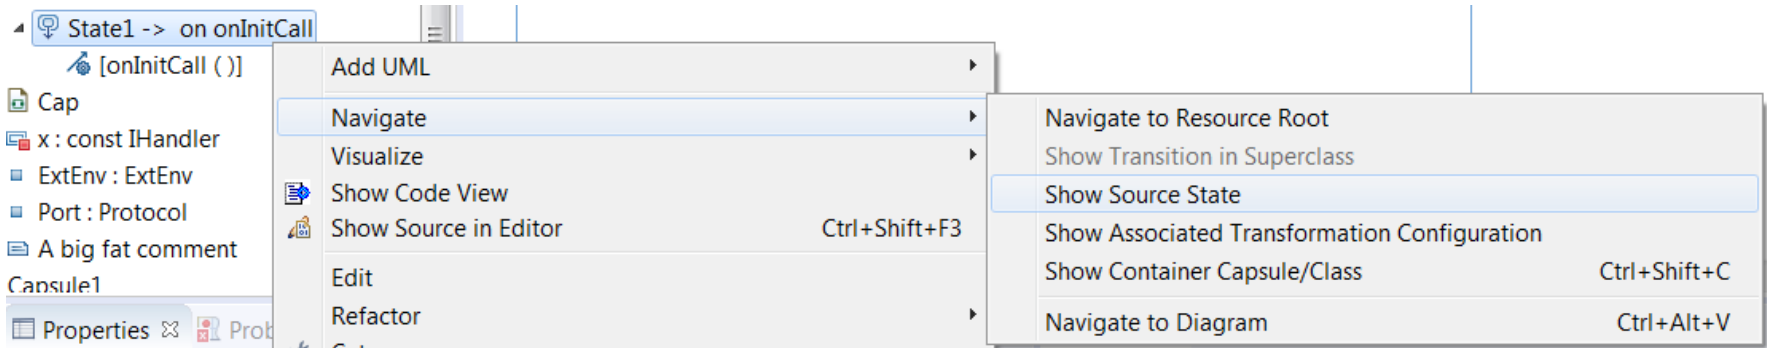 State1 -> on onInitCall
[onInitCall ( )]
Cap
x : const IHandler
ExtEnv : ExtEnv
Port : Protocol
A big fat comment
Capsule1
Properties
Prob
Add UML
Navigate
Visualize
Show Code View
Show Source in Editor Ctrl+Shift+F3
Edit
Refactor
Navigate to Resource Root
Show Transition in Superclass
Show Source State
Show Associated Transformation Configuration
Show Container Capsule/Class Ctrl+Shift+C
Navigate to Diagram Ctrl+Alt+V